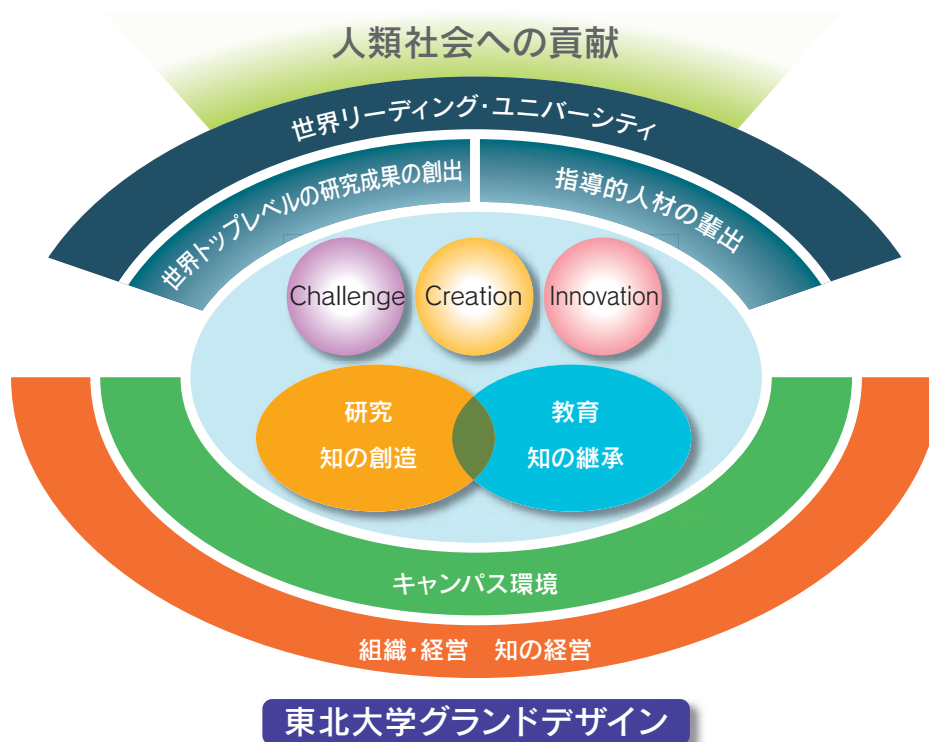 人類社会への貢献
世界リーディング・ユニバーシティ
世界トップレベルの研究成果の創出
指導的人材の輩出
Challenge
Creation
Innovation
研究
知の創造
教育
知の継承
キャンパス環境
組織・経営　知の経営
東北大学グランドデザイン